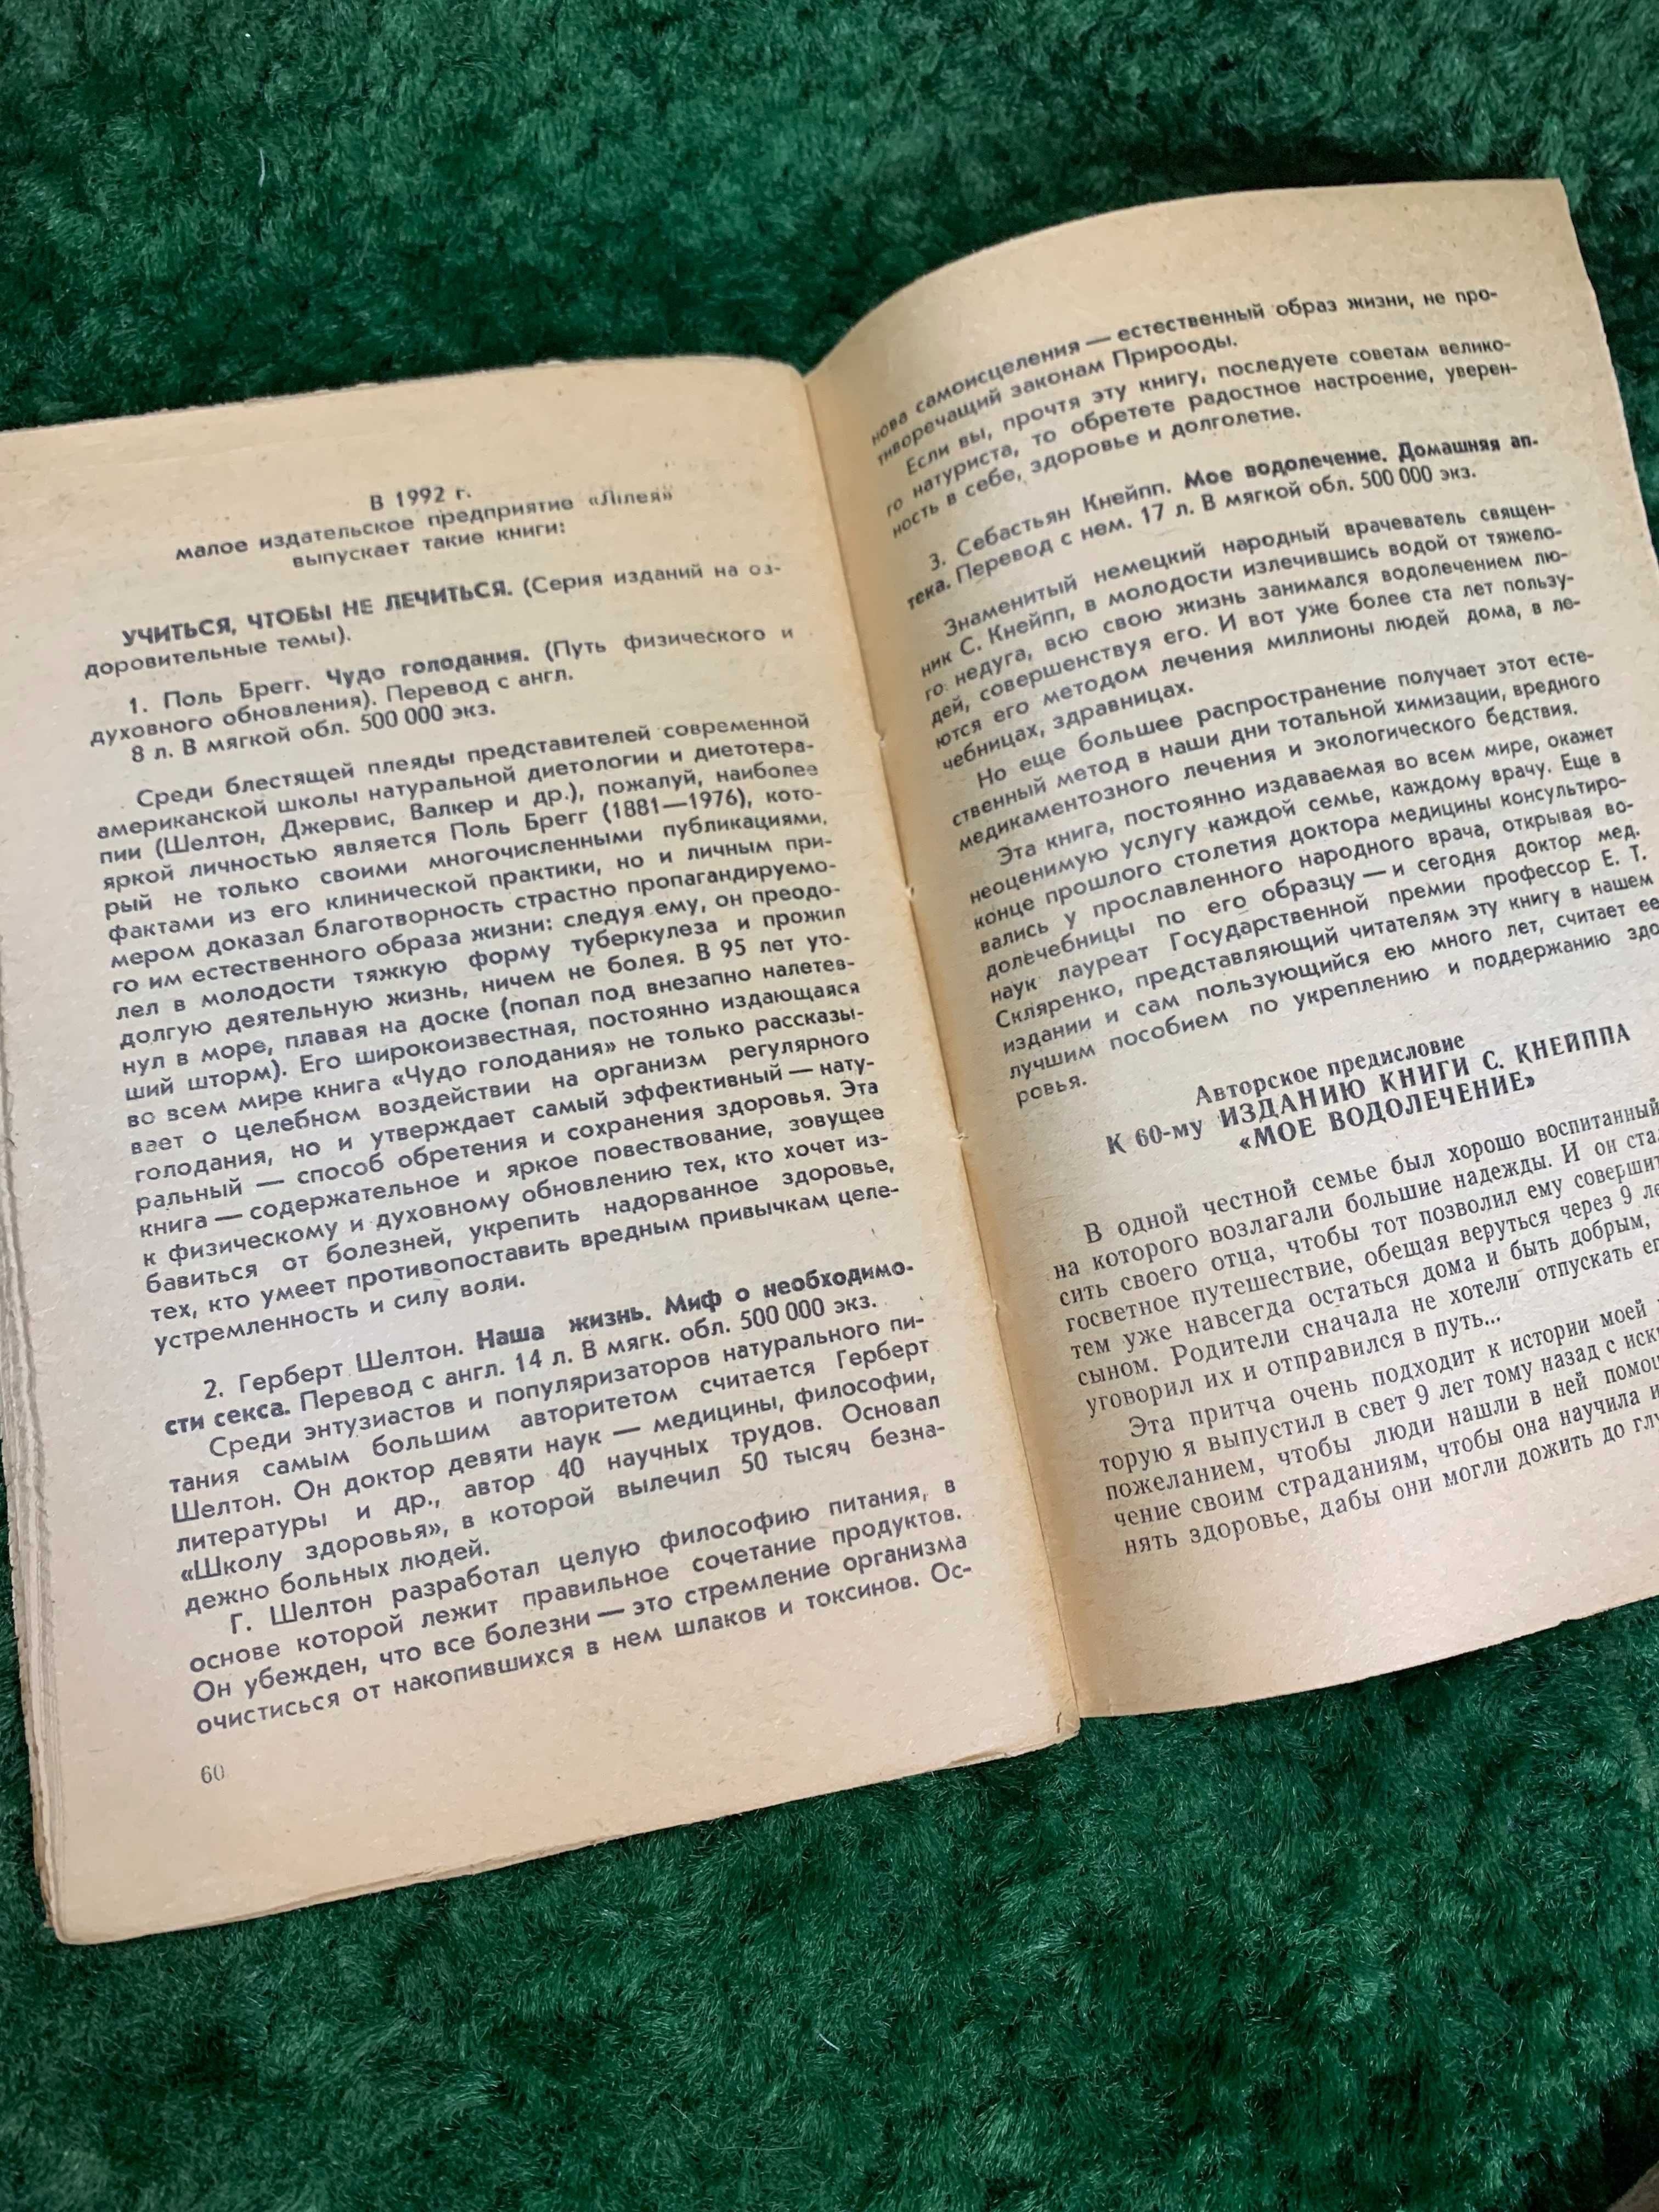 В 1992 г.
малое издательское предприятие «Лілея»
выпускает такие книги:
УЧИТЬСЯ, ЧТОБЫ НЕ ЛЕЧИТЬСЯ. (Серия изданий на оз-
доровительные темы).
1. Поль Брегг. Чудо голодания. (Путь физического и
духовного обновления). Перевод с англ.
8 л. В мягкой обл. 500 000 экз.
Среди блестящей плеяды представителей современной
американской школы натуральной диетологии и диетотера-
пии (Шелтон, Джервис, Валкер и др.), пожалуй, наиболее
яркой личностью является Поль Брегг (1881—1976), кото-
рый не только своими многочисленными публикациями,
фактами из его клинической практики, но и личным при-
мером доказал благотворность страстно пропагандируемо-
го им естественного образа жизни: следуя ему, он преодо-
лел в молодости тяжкую форму туберкулеза и прожил
долгую деятельную жизнь, ничем не болея. В 95 лет уто-
нул в море, плавая на доске (попал под внезапно налетев-
ший шторм). Его широкоизвестная, постоянно издающаяся
во всем мире книга «Чудо голодания» не только рассказы-
вает о целебном воздействии на организм регулярного
голодания, но и утверждает самый эффективный — нату-
ральный — способ обретения и сохранения здоровья. Эта
книга — содержательное и яркое повествование, зовущее
к физическому и духовному обновлению тех, кто хочет из-
бавиться от болезней, укрепить надорванное здоровье,
тех, кто умеет противопоставить вредным привычкам целе-
устремленность и силу воли.
2. Герберт Шелтон. Наша жизнь. Миф о необходимо-
сти секса. Перевод с англ. 14 л. В мягк. обл. 500 000 экз.
Среди энтузиастов и популяризаторов натурального пи-
тания самым большим авторитетом считается Герберт
Шелтон. Он доктор девяти наук — медицины, философии,
литературы и др., автор 40 научных трудов. Основал
«Школу здоровья», в которой вылечил 50 тысяч безна-
дежно больных людей.
Г. Шелтон разработал целую философию питания, в
основе которой лежит правильное сочетание продуктов.
Он убежден, что все болезни — это стремление организма
очистисься от накопившихся в нем шлаков и токсинов. Ос-
60
нова самоисцеления — естественный образ жизни, не про-
тиворечащий законам Прирооды.
Если вы, прочтя эту книгу, последуете советам велико-
го натуриста, то обретете радостное настроение, уверен-
ность в себе, здоровье и долголетие.
3. Себастьян Кнейпп. Мое водолечение. Домашняя ап-
тека. Перевод с нем. 17 л. В мягкой обл. 500 000 экз.
Знаменитый немецкий народный врачеватель священ-
ник С. Кнейпп, в молодости излечившись водой от тяжело-
го недуга, всю свою жизнь занимался водолечением лю-
дей, совершенствуя его. И вот уже более ста лет пользу-
ются его методом лечения миллионы людей дома, в ле-
чебницах, здравницах.
Но еще большее распространение получает этот есте-
ственный метод в наши дни тотальной химизации, вредного
медикаментозного лечения и экологического бедствия.
Эта книга, постоянно издаваемая во всем мире, окажет
неоценимую услугу каждой семье, каждому врачу. Еще в
конце прошлого столетия доктора медицины консультиро-
вались у прославленного народного врача, открывая во-
долечебницы по его образцу — и сегодня доктор мед.
наук лауреат Государственной премии профессор Е. Т.
Скляренко, представляющий читателям эту книгу в нашем
издании и сам пользующийся ею много лет, считает ее
лучшим пособием по укреплению и поддержанию здо-
ровья.
Авторское предисловие
К 60-му ИЗДАНИЮ КНИГИ С. КНЕЙППА
«МОЕ ВОДОЛЕЧЕНИЕ»
В одной честной семье был хорошо воспитанный
на которого возлагали большие надежды. И он
сить своего отца, чтобы тот позволил ему
госветное путешествие, обещая веруться через 9
тем уже навсегда остаться дома и быть добрым,
сыном. Родители сначала не хотели отпускать
уговорил их и отправился в путь...
Эта притча очень подходит к истории моей
торую я выпустил в свет 9 лет тому назад с
пожеланием, чтобы люди нашли в ней
чение своим страданиям, чтобы она научила
нять здоровье, дабы они могли дожить до